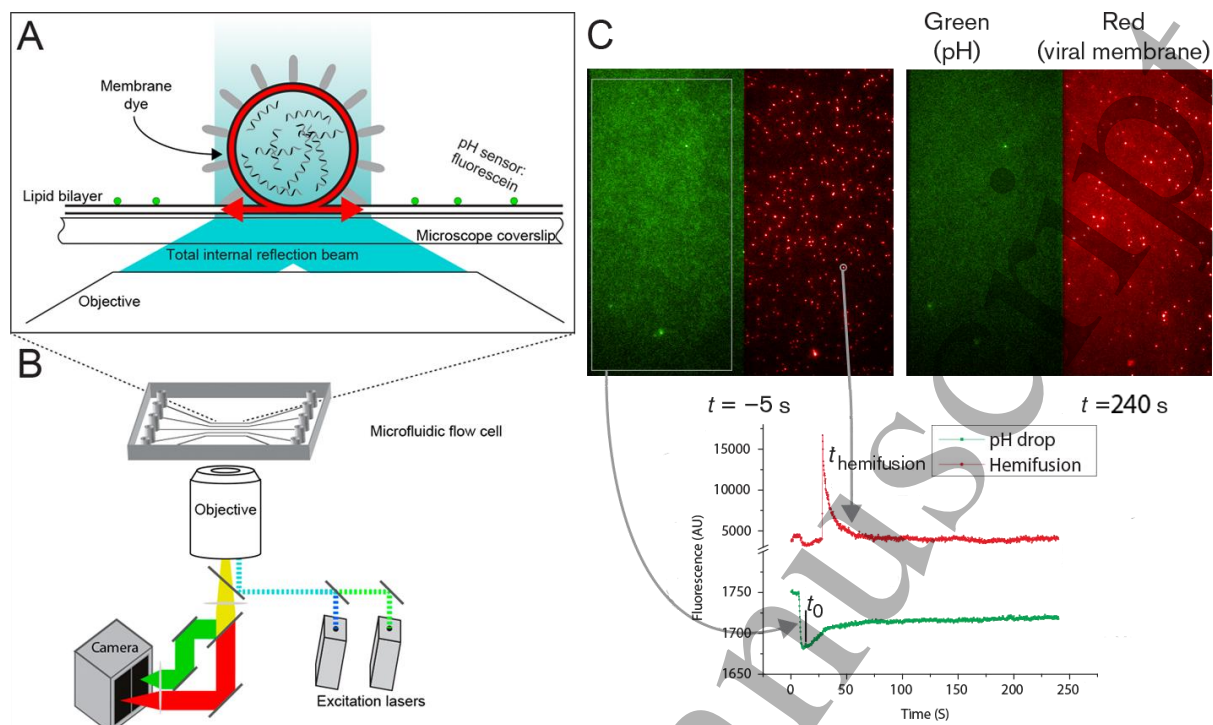 A
Membrane
dye
pH sensor:
fluorescein
Lipid bilayer
Microscope coverslip
Total internal reflection beam
Objective
B
Microfluidic flow cell
Objective
Camera
Excitation lasers
C
Green
(pH)
Red
(viral membrane)
t = −5 s
t =240 s
pH drop
Hemifusion
themifusion
t0
Fluorescence (AU)
15000
10000
5000
1750
1700
1650
0
50
100
150
200
250
Time (S)